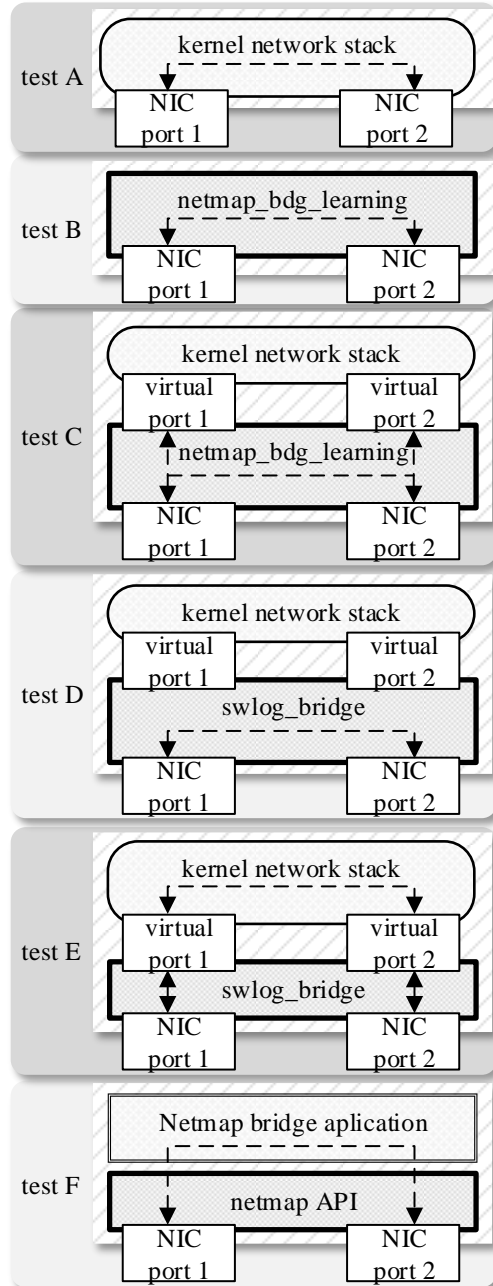 kernel network stack
test A
NIC NIC
port 1 port 2
netmap_bdg_learning
test B
NIC NIC
port 1 port 2
kernel network stack
virtual virtual
port 1 port 2
test C
netmap_bdg_learning
NIC NIC
port 1 port 2
kernel network stack
virtual virtual
port 1 port 2
test D
swlog_bridge
NIC NIC
port 1 port 2
kernel network stack
virtual virtual
port 1 port 2
test E
swlog_bridge
NIC NIC
port 1 port 2
Netmap bridge aplication
test F
netmap API
NIC NIC
port 1 port 2